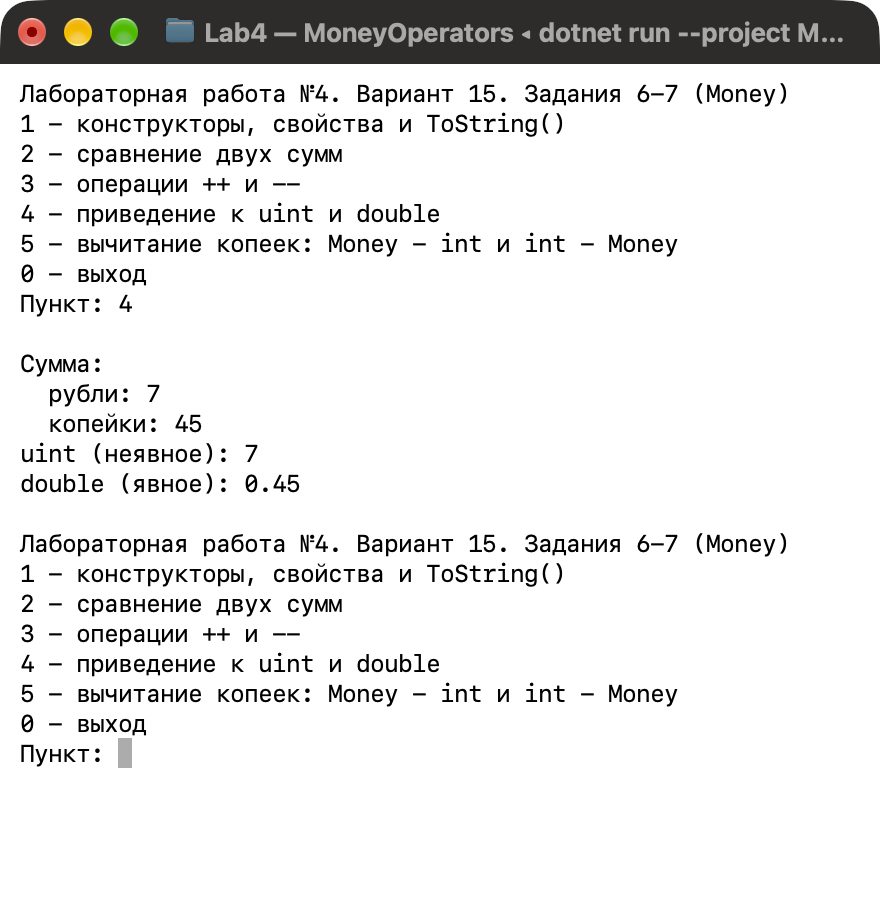 Lab4 — MoneyOperators ◂ dotnet run --project M...
Лабораторная работа №4. Вариант 15. Задания 6–7 (Money)
1 – конструкторы, свойства и ToString()
2 – сравнение двух сумм
3 – операции ++ и --
4 – приведение к uint и double
5 – вычитание копеек: Money – int и int – Money
0 – выход
Пункт: 4
Сумма:
  рубли: 7
  копейки: 45
uint (неявное): 7
double (явное): 0.45
Лабораторная работа №4. Вариант 15. Задания 6–7 (Money)
1 – конструкторы, свойства и ToString()
2 – сравнение двух сумм
3 – операции ++ и --
4 – приведение к uint и double
5 – вычитание копеек: Money – int и int – Money
0 – выход
Пункт: